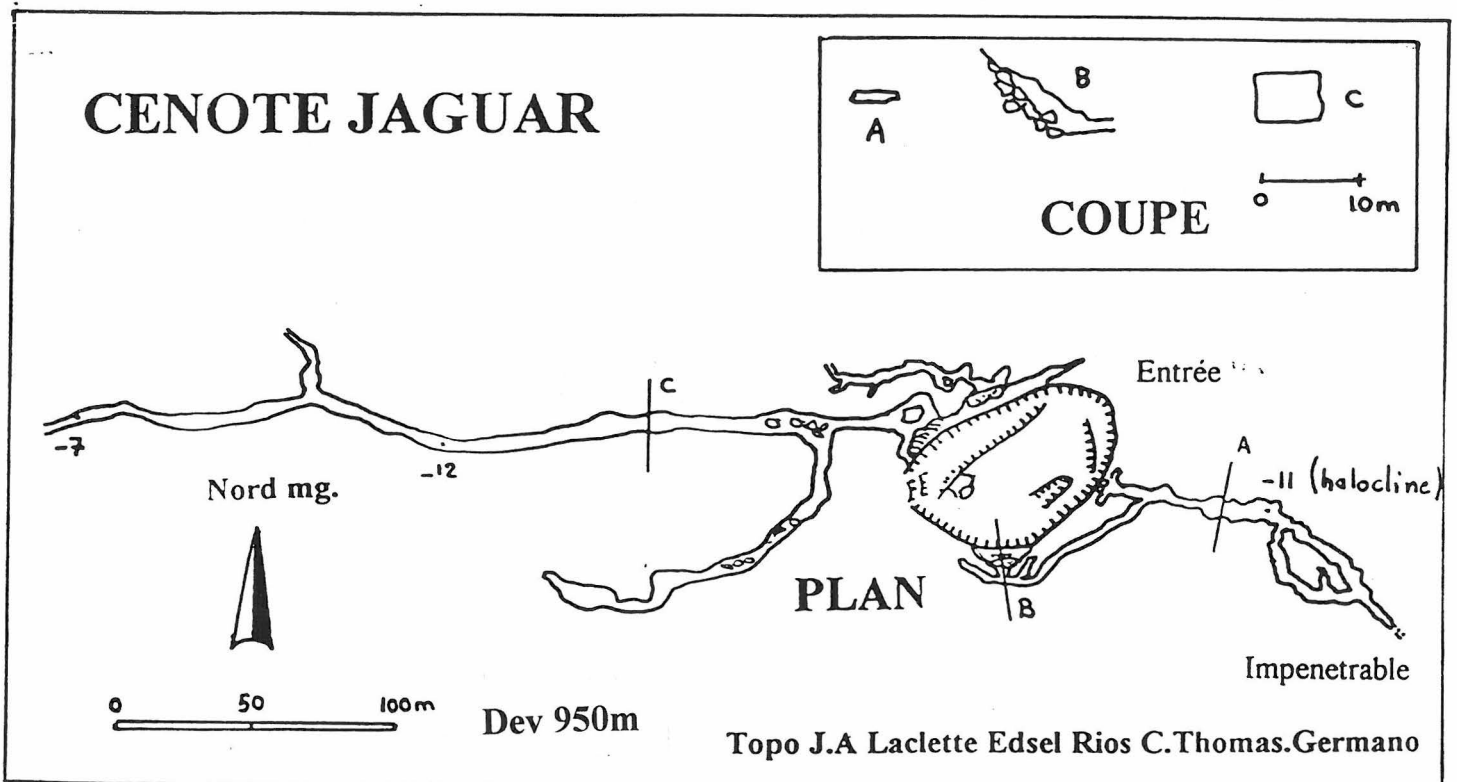 CENOTE JAGUAR
A
B
C
0 10m
COUPE
Entrée
C
-7
-12
A
-11 (halocline)
Nord mg.
PLAN
B
Impenetrable
0 50 100m
Dev 950m
Topo J.A Laclette Edsel Rios C.Thomas.Germano